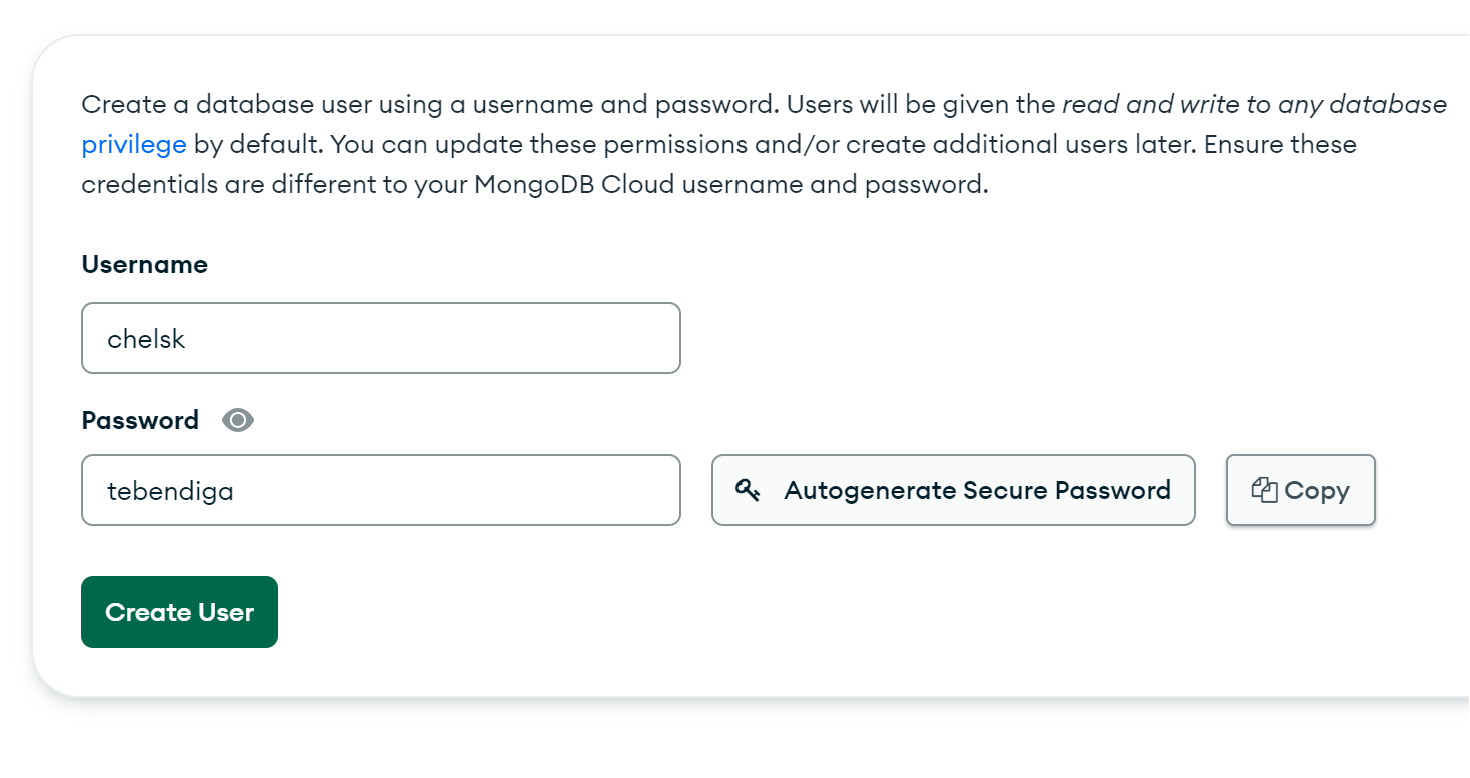 Create a database user using a username and password. Users will be given the read and write to any database
privilege by default. You can update these permissions and/or create additional users later. Ensure these
credentials are different to your MongoDB Cloud username and password.
Username
chelsk
Password
tebendiga
Autogenerate Secure Password
Copy
Create User